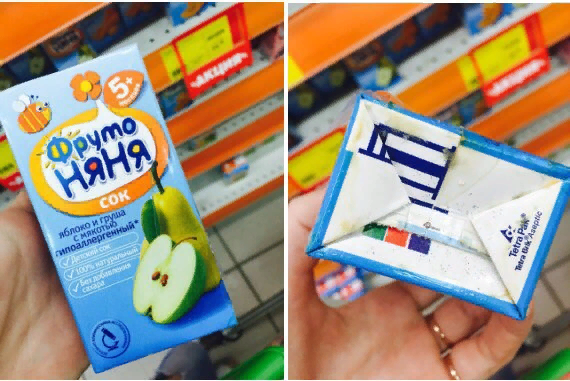 АКЦИЯ
5+
месяцев
Фруто
НЯНЯ
СОК
яблоко и груша
с мякотью
гипоаллергенный*
Детский сок
100% натуральный
Без добавления
сахара
Tetra Pak®
Tetra Brik® Aseptic